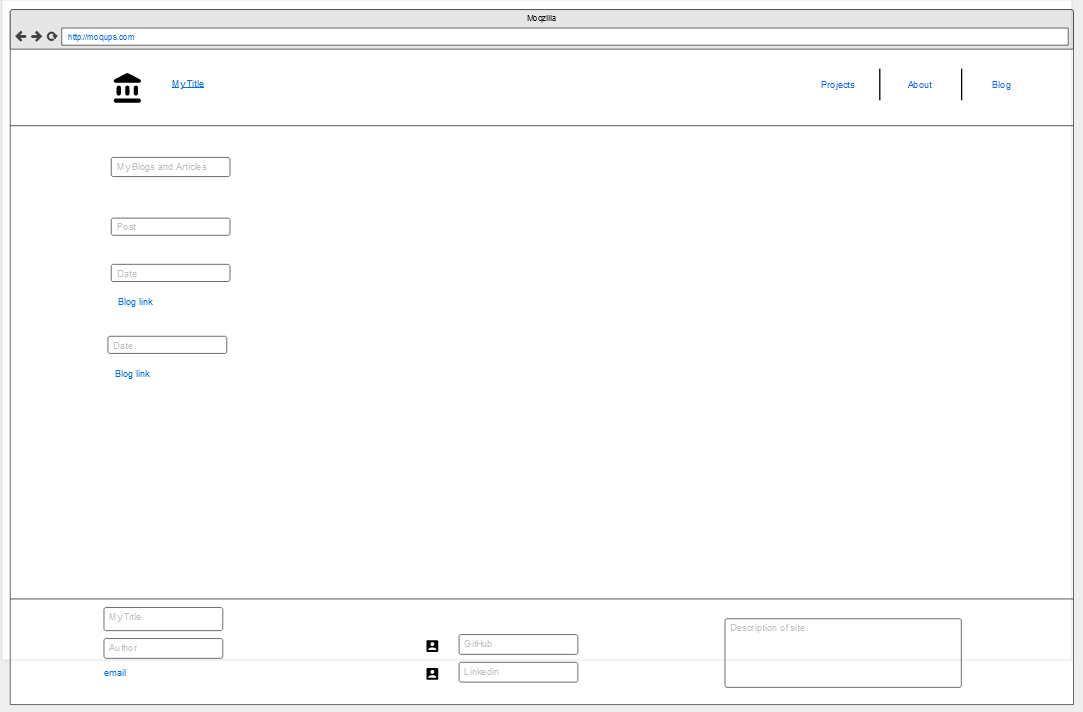 Moqzilla
http://moqups.com
My Title
Projects
About
Blog
My Blogs and Articles
Post
Date
Blog link
Date
Blog link
My Title
Author
email
GitHub
Linkedin
Description of site